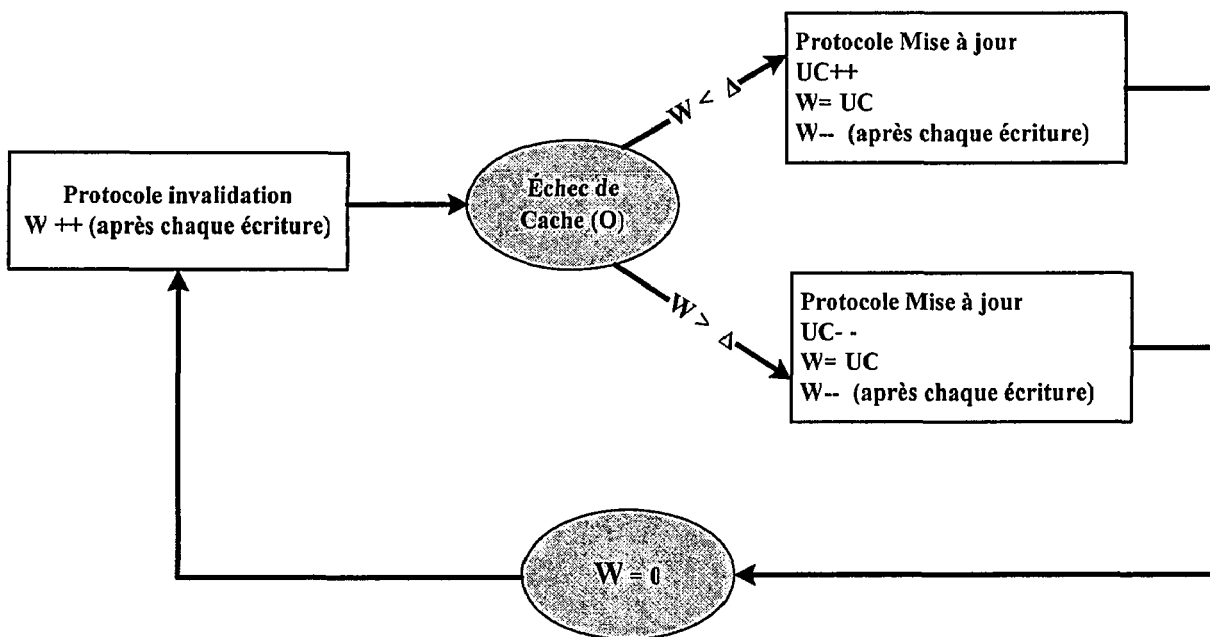 Protocole invalidation
W ++ (après chaque écriture)
Échec de
Cache (O)
W < Δ
Protocole Mise à jour
UC++
W= UC
W-- (après chaque écriture)
W > Δ
Protocole Mise à jour
UC- -
W= UC
W-- (après chaque écriture)
W = 0